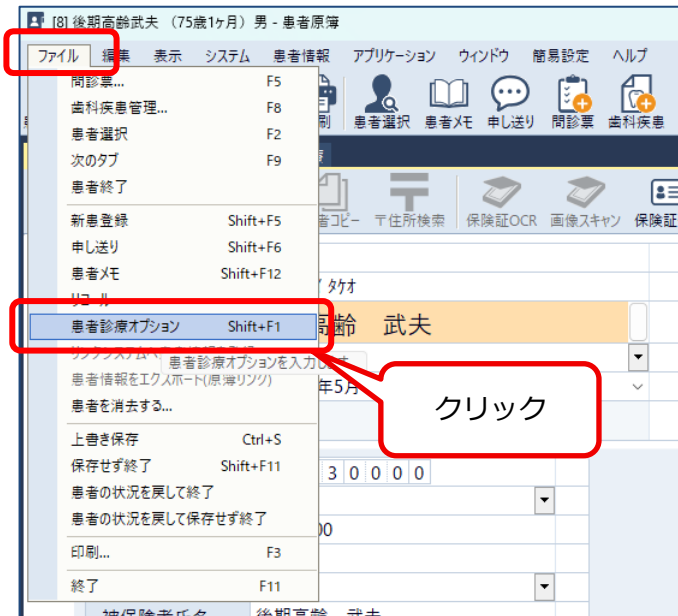 [8] 後期高齢武夫 （75歳1ヶ月）男 - 患者原簿
ファイル 編集 表示 システム 患者情報 アプリケーション ウィンドウ 簡易設定 ヘルプ
問診票... F5
歯科疾患管理... F8
患者選択 F2
次のタブ F9
患者終了
新患登録 Shift+F5
申し送り Shift+F6
患者メモ Shift+F12
リコール
患者診療オプション Shift+F1
患者診療オプションを入力します
患者情報をエクスポート(原簿リンク)
患者を消去する...
上書き保存 Ctrl+S
保存せず終了 Shift+F11
患者の状況を戻して終了
患者の状況を戻して保存せず終了
印刷... F3
終了 F11
刷 患者選択 患者メモ 申し送り 問診票 歯科疾患
者コピー 〒住所検索 保険証OCR 画像スキャン 保険証
タケオ
高齢 武夫
年5月
クリック
3 0 0 0 0
00
被保険者氏名 後期高齢 武夫